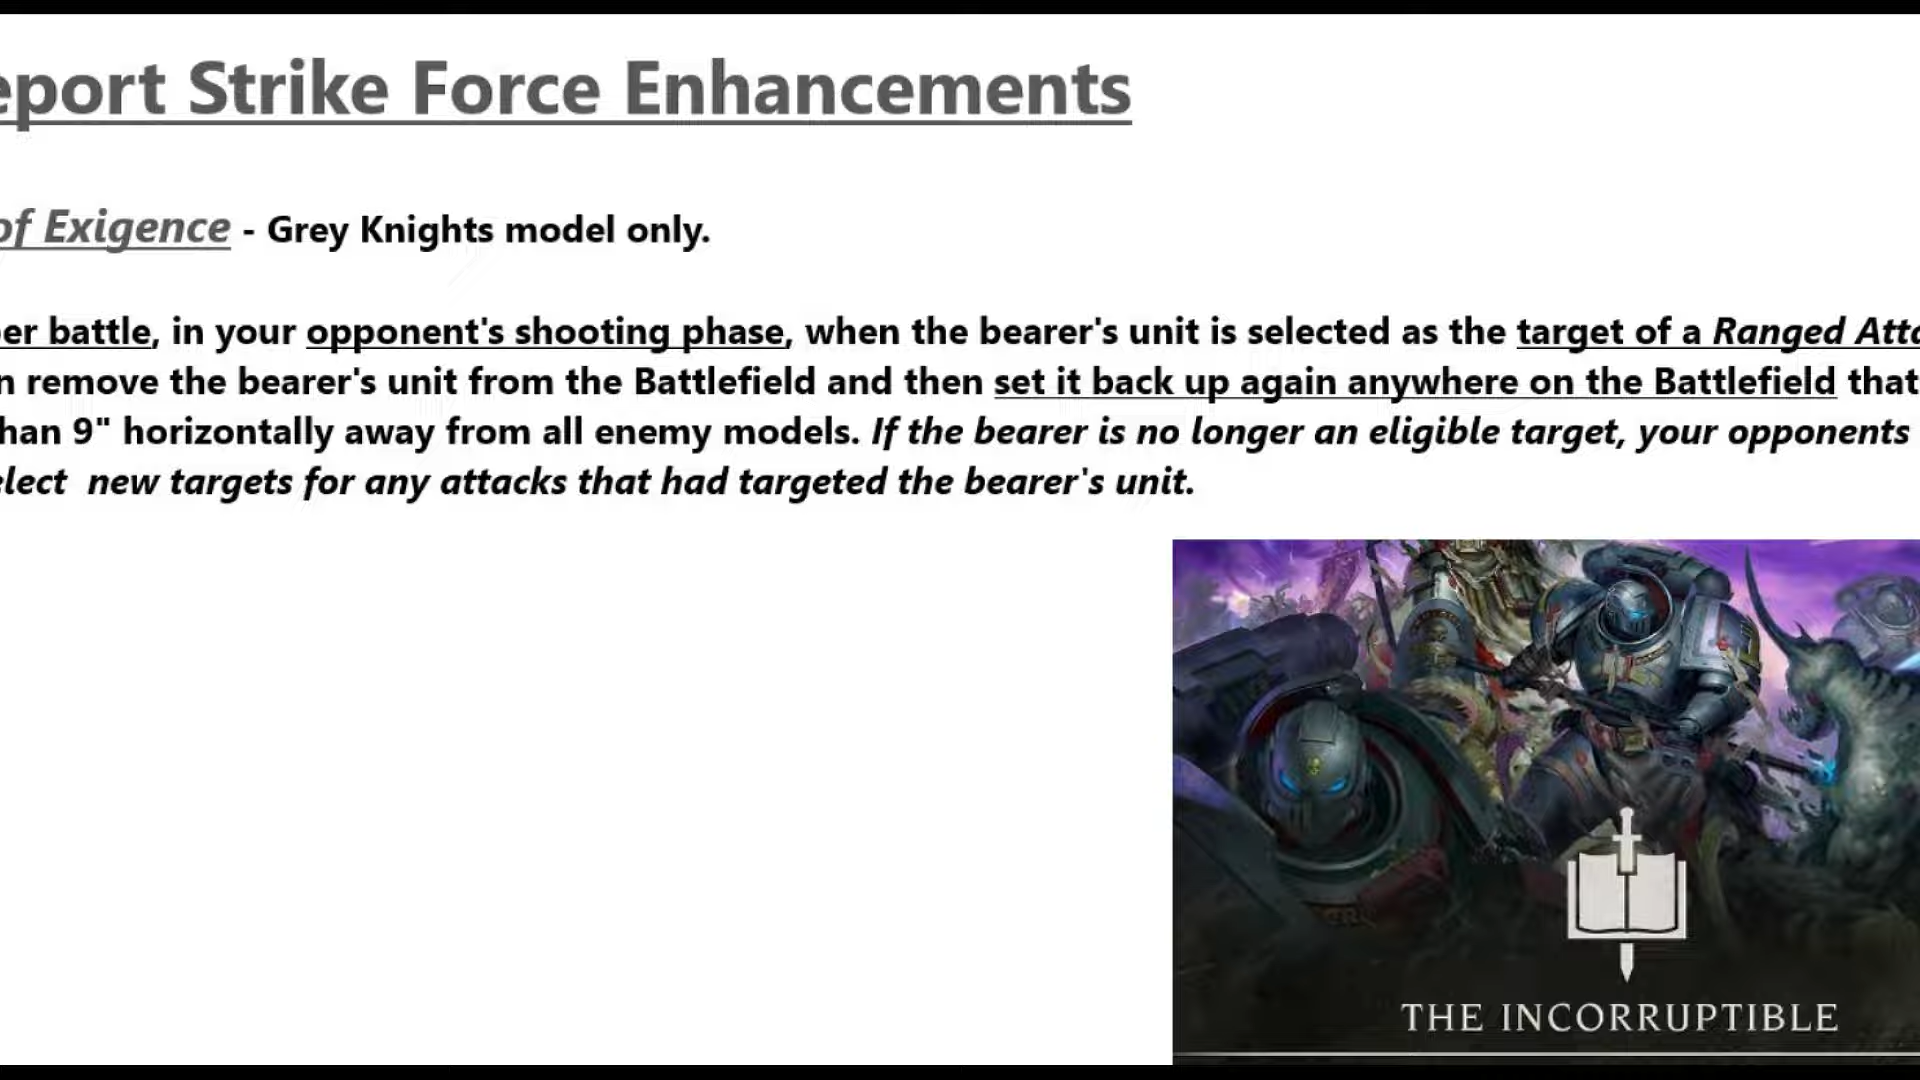 eport Strike Force Enhancements
of Exigence - Grey Knights model only.
er battle, in your opponent's shooting phase, when the bearer's unit is selected as the target of a Ranged Atta
n remove the bearer's unit from the Battlefield and then set it back up again anywhere on the Battlefield that
han 9" horizontally away from all enemy models. If the bearer is no longer an eligible target, your opponents
elect new targets for any attacks that had targeted the bearer's unit.
THE INCORRUPTIBLE